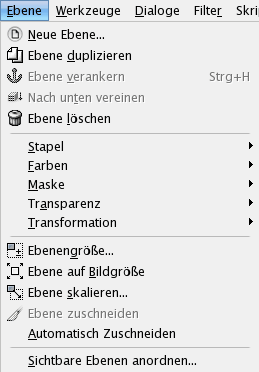 Ebene Werkzeuge Dialoge Filter Skri
Neue Ebene...
Ebene duplizieren
Ebene verankern Strg+H
Nach unten vereinen
Ebene löschen
Stapel
Farben
Maske
Transparenz
Transformation
Ebenengröße...
Ebene auf Bildgröße
Ebene skalieren...
Ebene zuschneiden
Automatisch Zuschneiden
Sichtbare Ebenen anordnen...